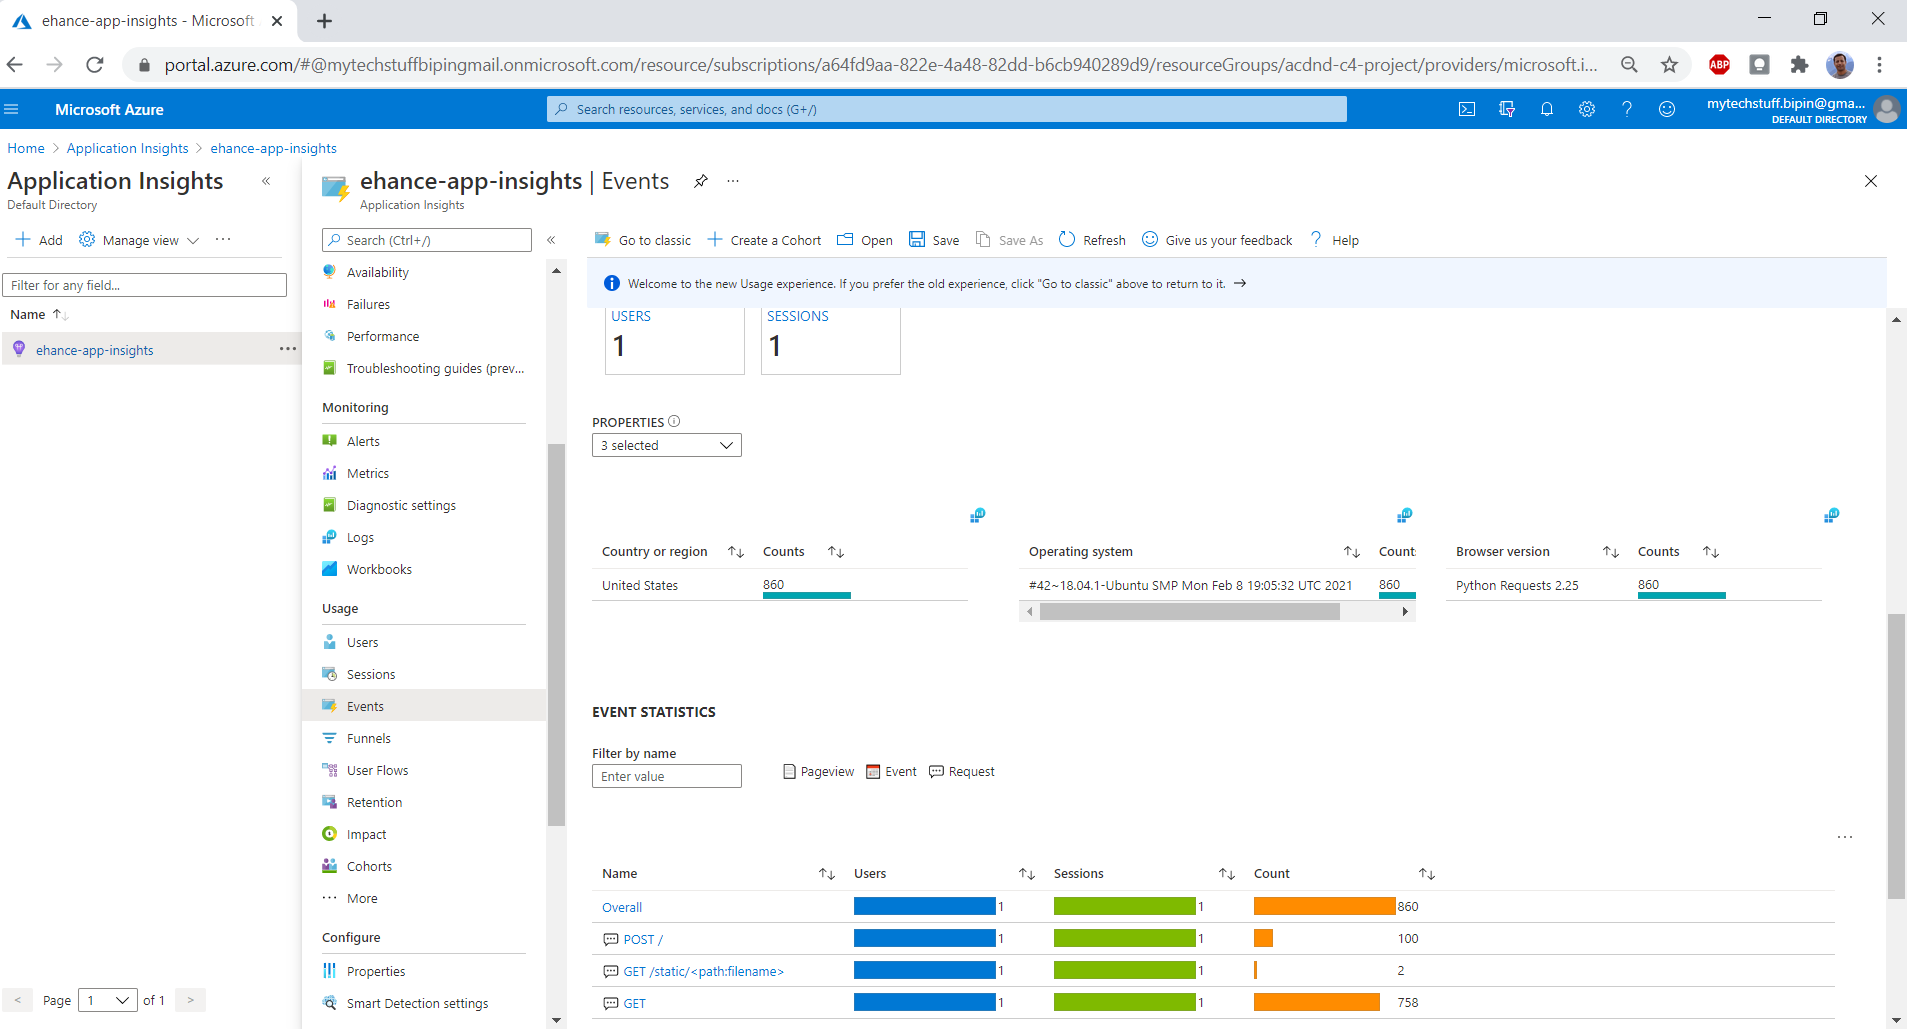 ehance-app-insights - Microsoft
portal.azure.com/#@mytechstuffbipingmail.onmicrosoft.com/resource/subscriptions/a64fd9aa-822e-4a48-82dd-b6cb940289d9/resourceGroups/acdnd-c4-project/providers/microsoft.i...
ABP
Microsoft Azure
Search resources, services, and docs (G+/)
mytechstuff.bipin@gma...
DEFAULT DIRECTORY
Home > Application Insights > ehance-app-insights
Application Insights
Default Directory
Add
Manage view
...
Filter for any field...
Name
ehance-app-insights
...
Page 1 of 1
ehance-app-insights | Events
...
Application Insights
Search (Ctrl+/)
Availability
Failures
Performance
Troubleshooting guides (prev...
Monitoring
Alerts
Metrics
Diagnostic settings
Logs
Workbooks
Usage
Users
Sessions
Events
Funnels
User Flows
Retention
Impact
Cohorts
More
Configure
Properties
Smart Detection settings
Go to classic
Create a Cohort
Open
Save
Save As
Refresh
Give us your feedback
? Help
Welcome to the new Usage experience. If you prefer the old experience, click "Go to classic" above to return to it. →
USERS
1
SESSIONS
1
PROPERTIES
3 selected
Country or region Counts
United States 860
Operating system Count
#42~18.04.1-Ubuntu SMP Mon Feb 8 19:05:32 UTC 2021 860
Browser version Counts
Python Requests 2.25 860
EVENT STATISTICS
Filter by name
Enter value
Pageview Event Request
...
Name Users Sessions Count
Overall 1 1 860
POST / 1 1 100
GET /static/<path:filename> 1 1 2
GET 1 1 758